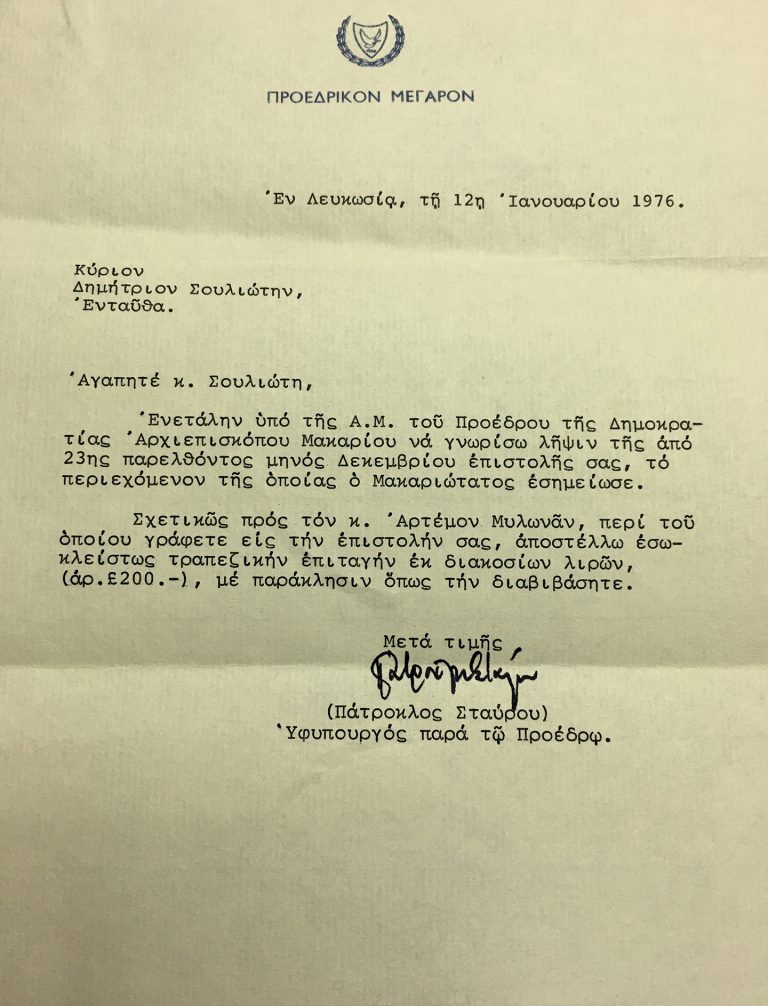 ΠΡΟΕΔΡΙΚΟΝ ΜΕΓΑΡΟΝ
Ἐν Λευκωσίᾳ, τῇ 12ῃ Ἰανουαρίου 1976.
Κύριον
Δημήτριον Σουλιώτην,
Ἐνταῦθα.
Ἀγαπητέ κ. Σουλιώτη,
Ἐνετάλην ὑπό τῆς Α.Μ. τοῦ Προέδρου τῆς Δημοκρα-
τίας Ἀρχιεπισκόπου Μακαρίου νά γνωρίσω λῆψιν τῆς ἀπό
23ης παρελθόντος μηνός Δεκεμβρίου ἐπιστολῆς σας, τό
περιεχόμενον τῆς ὁποίας ὁ Μακαριώτατος ἐσημείωσε.
Σχετικῶς πρός τόν κ. Ἀρτέμον Μυλωνᾶν, περί τοῦ
ὁποίου γράφετε εἰς τήν ἐπιστολήν σας, ἀποστέλλω ἐσω-
κλείστως τραπεζικήν ἐπιταγήν ἐκ διακοσίων λιρῶν,
(ἀρ.£200.-), μέ παράκλησιν ὅπως τήν διαβιβάσητε.
Μετά τιμῆς
(Πάτροκλος Σταύρου)
Ὑφυπουργός παρά τῷ Προέδρῳ.